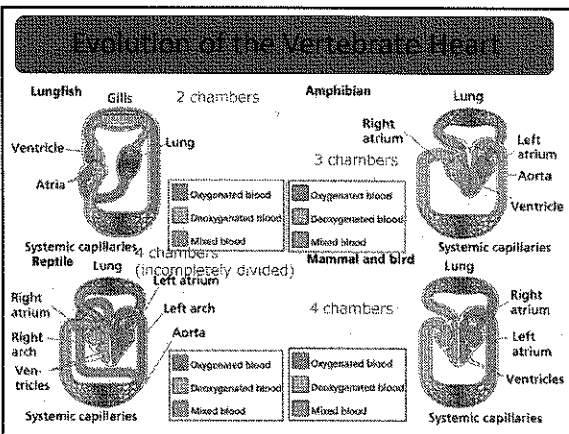 Evolution of the Vertebrate Heart
Lungfish
Gills
2 chambers
Ventricle
Atria
Lung
Oxygenated blood
Deoxygenated blood
Mixed blood
Systemic capillaries
Amphibian
Lung
Right
atrium
3 chambers
Left
atrium
Aorta
Ventricle
Oxygenated blood
Deoxygenated blood
Mixed blood
Systemic capillaries
Reptile
4 chambers
(incompletely divided)
Lung
Left atrium
Right
atrium
Left arch
Right
arch
Aorta
Ven-
tricles
Oxygenated blood
Deoxygenated blood
Mixed blood
Systemic capillaries
Mammal and bird
Lung
4 chambers
Right
atrium
Left
atrium
Ventricles
Oxygenated blood
Deoxygenated blood
Mixed blood
Systemic capillaries